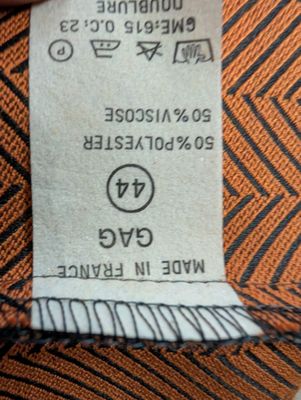 MADE IN FRANCE
GAG
44
50 % POLYESTER
50 % VISCOSE
P
GME:615 O.C:23
DOUBLURE